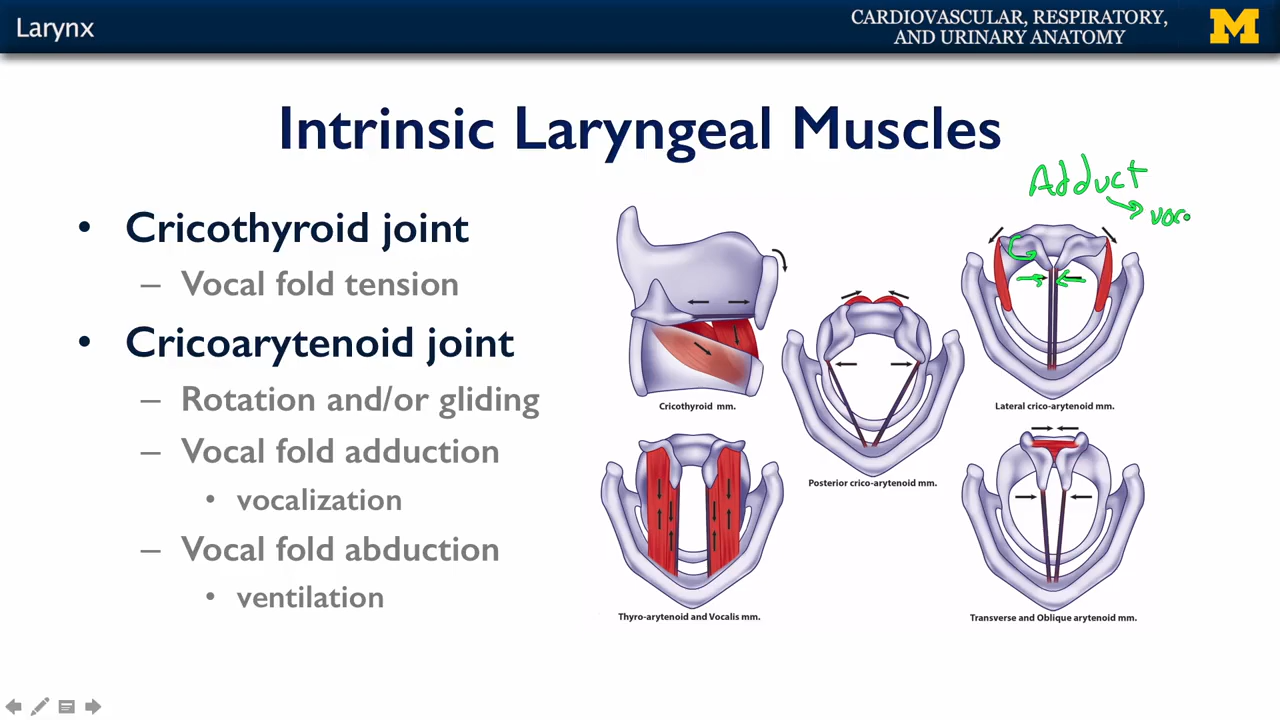 Larynx
CARDIOVASCULAR, RESPIRATORY,
AND URINARY ANATOMY
M
Intrinsic Laryngeal Muscles
Adduct
voc
• Cricothyroid joint
– Vocal fold tension
• Cricoarytenoid joint
– Rotation and/or gliding
– Vocal fold adduction
• vocalization
– Vocal fold abduction
• ventilation
Cricothyroid mm.
Lateral crico-arytenoid mm.
Posterior crico-arytenoid mm.
Thyro-arytenoid and Vocalis mm.
Transverse and Oblique arytenoid mm.